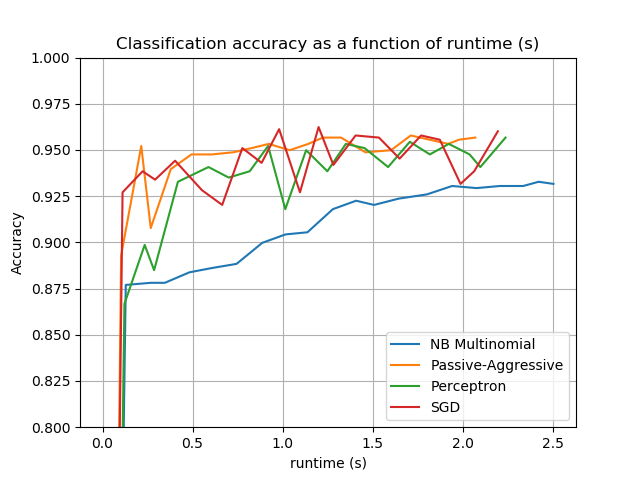 Classification accuracy as a function of runtime (s)
1.000
0.975
0.950
0.925
0.900
0.875
0.850
0.825
0.800
Accuracy
NB Multinomial
Passive-Aggressive
Perceptron
SGD
0.0 0.5 1.0 1.5 2.0 2.5
runtime (s)